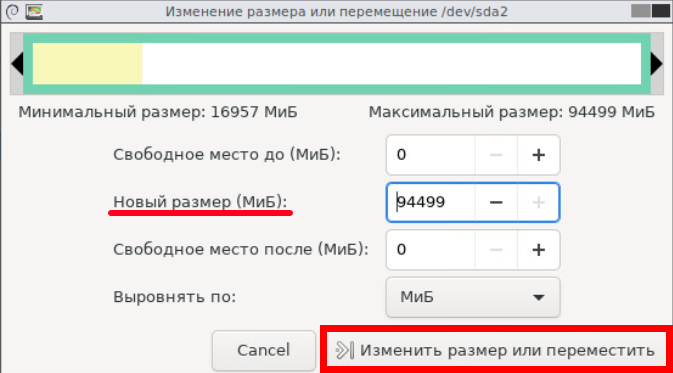 Изменение размера или перемещение /dev/sda2
Минимальный размер: 16957 МиБ Максимальный размер: 94499 МиБ
Свободное место до (МиБ): 0 − +
Новый размер (МиБ): 94499 − +
Свободное место после (МиБ): 0 − +
Выровнять по: МиБ
Cancel Изменить размер или переместить